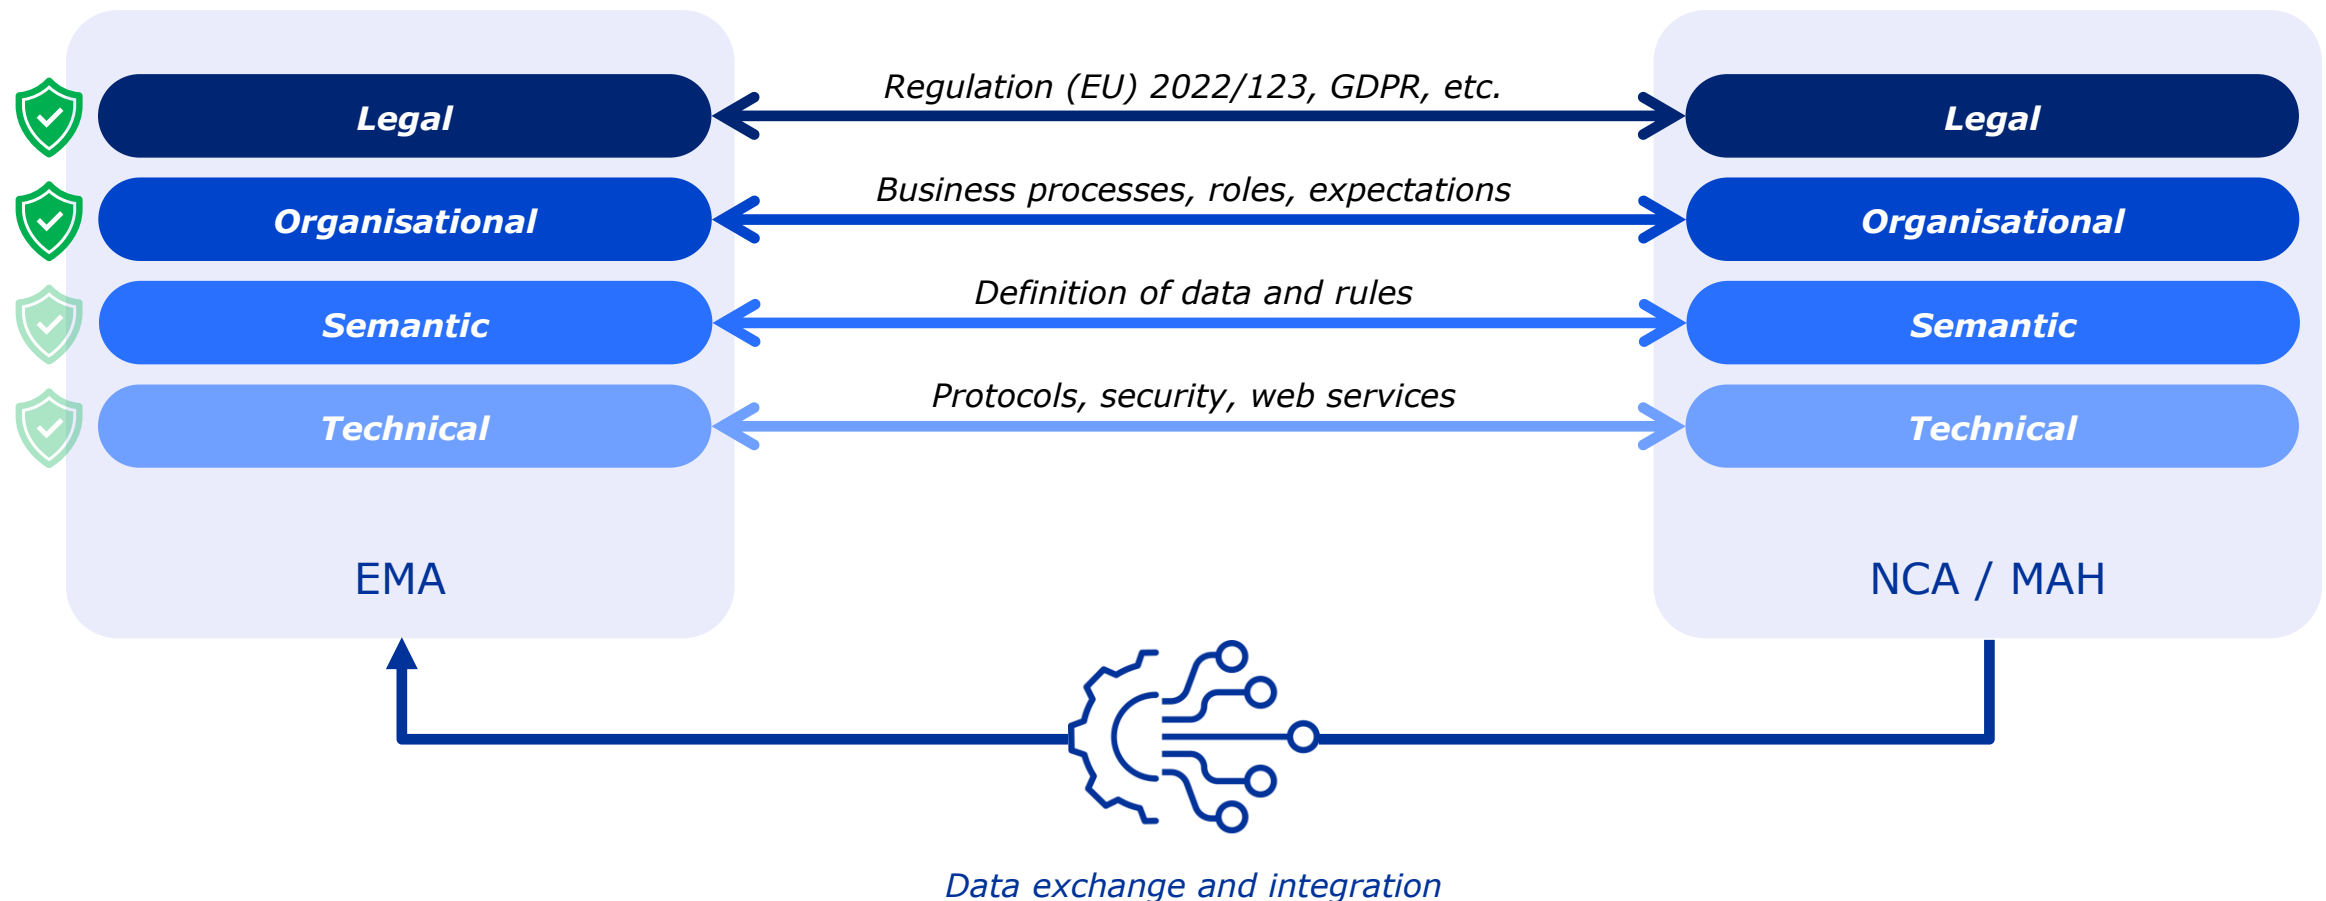 Regulation (EU) 2022/123, GDPR, etc.
Legal
Legal
Business processes, roles, expectations
Organisational
Organisational
Definition of data and rules
Semantic
Semantic
Protocols, security, web services
Technical
Technical
EMA
NCA / MAH
Data exchange and integration